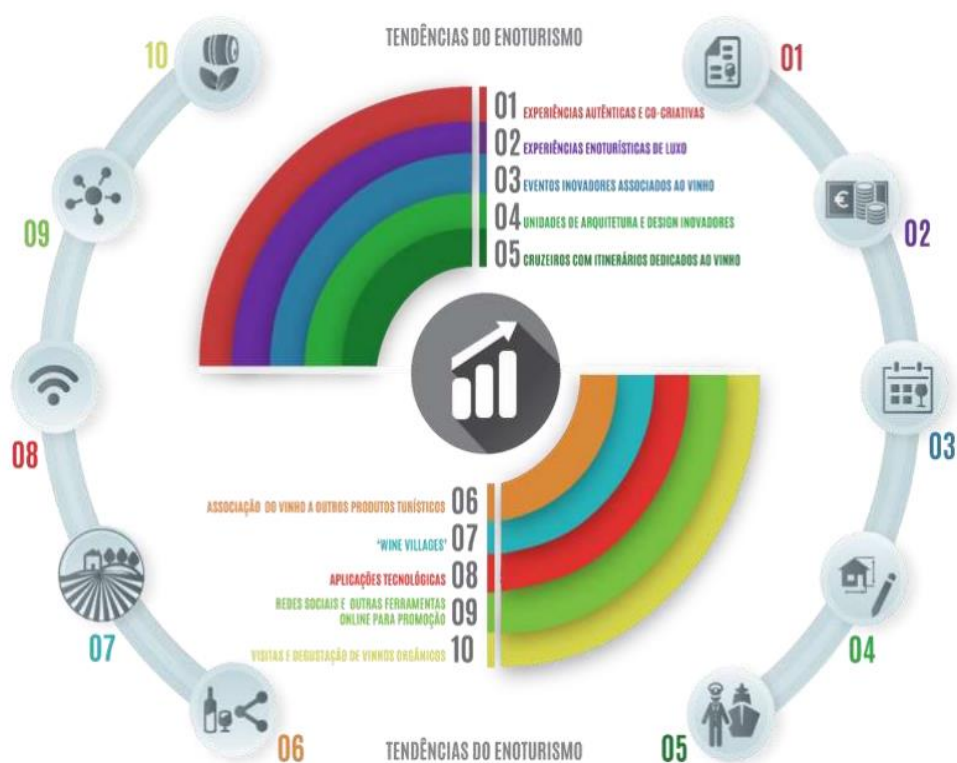 TENDÊNCIAS DO ENOTURISMO
10
01
01 EXPERIÊNCIAS AUTÊNTICAS E CO-CRIATIVAS
02 EXPERIÊNCIAS ENOTURÍSTICAS DE LUXO
03 EVENTOS INOVADORES ASSOCIADOS AO VINHO
04 UNIDADES DE ARQUITETURA E DESIGN INOVADORES
05 CRUZEIROS COM ITINERÁRIOS DEDICADOS AO VINHO
09
€
02
08
03
ASSOCIAÇÃO DO VINHO A OUTROS PRODUTOS TURÍSTICOS 06
'WINE VILLAGES' 07
APLICAÇÕES TECNOLÓGICAS 08
REDES SOCIAIS E OUTRAS FERRAMENTAS
ONLINE PARA PROMOÇÃO 09
VISITAS E DEGUSTAÇÃO DE VINHOS ORGÂNICOS 10
07
04
06
TENDÊNCIAS DO ENOTURISMO
05